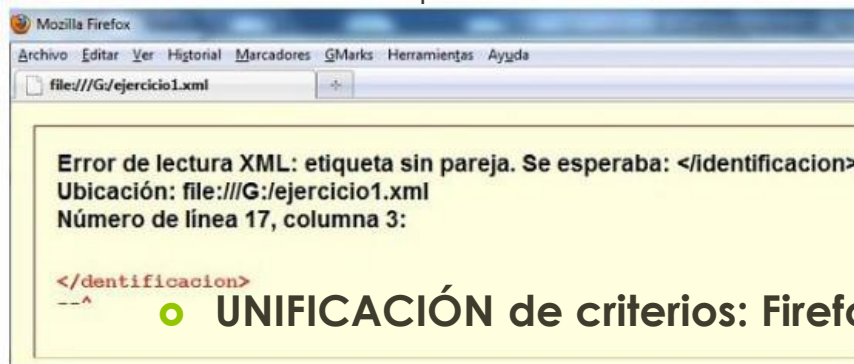 Mozilla Firefox
Archivo Editar Ver Historial Marcadores GMarks Herramientas Ayuda
file:///G:/ejercicio1.xml
Error de lectura XML: etiqueta sin pareja. Se esperaba: </identificacion>
Ubicación: file:///G:/ejercicio1.xml
Número de línea 17, columna 3:
</dentificacion>
--^
UNIFICACIÓN de criterios: